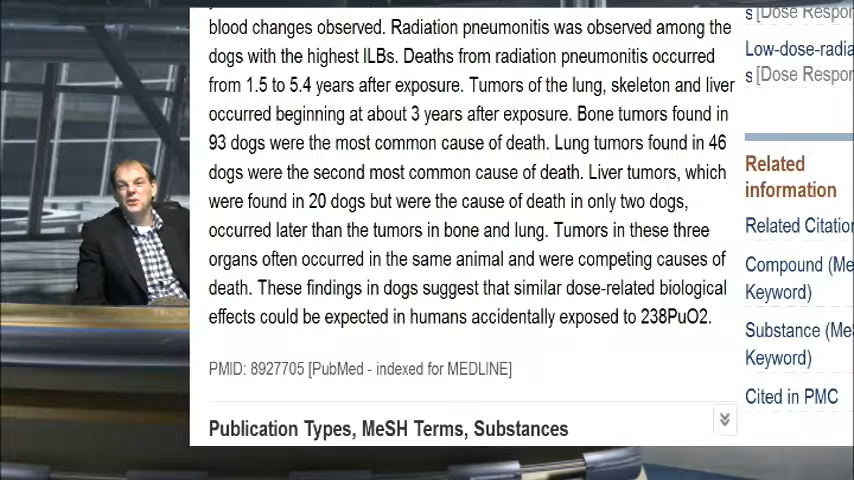 blood changes observed. Radiation pneumonitis was observed among the
dogs with the highest ILBs. Deaths from radiation pneumonitis occurred
from 1.5 to 5.4 years after exposure. Tumors of the lung, skeleton and liver
occurred beginning at about 3 years after exposure. Bone tumors found in
93 dogs were the most common cause of death. Lung tumors found in 46
dogs were the second most common cause of death. Liver tumors, which
were found in 20 dogs but were the cause of death in only two dogs,
occurred later than the tumors in bone and lung. Tumors in these three
organs often occurred in the same animal and were competing causes of
death. These findings in dogs suggest that similar dose-related biological
effects could be expected in humans accidentally exposed to 238PuO2.
PMID: 8927705 [PubMed - indexed for MEDLINE]
Publication Types, MeSH Terms, Substances
s [Dose Respor
Low-dose-radia
s [Dose Respor
Related
information
Related Citation
Compound (Me
Keyword)
Substance (Me
Keyword)
Cited in PMC